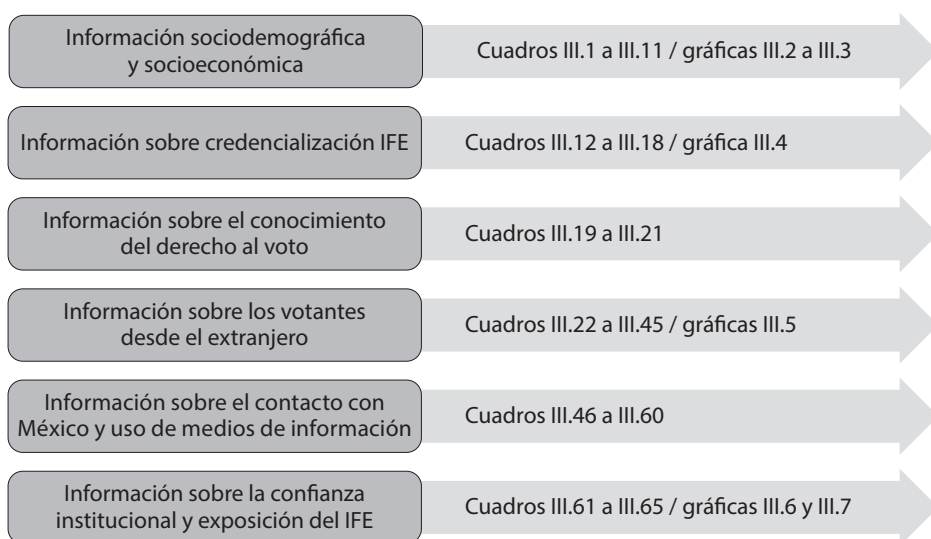 Información sociodemográfica
y socioeconómica
Cuadros III.1 a III.11 / gráficas III.2 a III.3
Información sobre credencialización IFE
Cuadros III.12 a III.18 / gráfica III.4
Información sobre el conocimiento
del derecho al voto
Cuadros III.19 a III.21
Información sobre los votantes
desde el extranjero
Cuadros III.22 a III.45 / gráficas III.5
Información sobre el contacto con
México y uso de medios de información
Cuadros III.46 a III.60
Información sobre la confianza
institucional y exposición del IFE
Cuadros III.61 a III.65 / gráficas III.6 y III.7